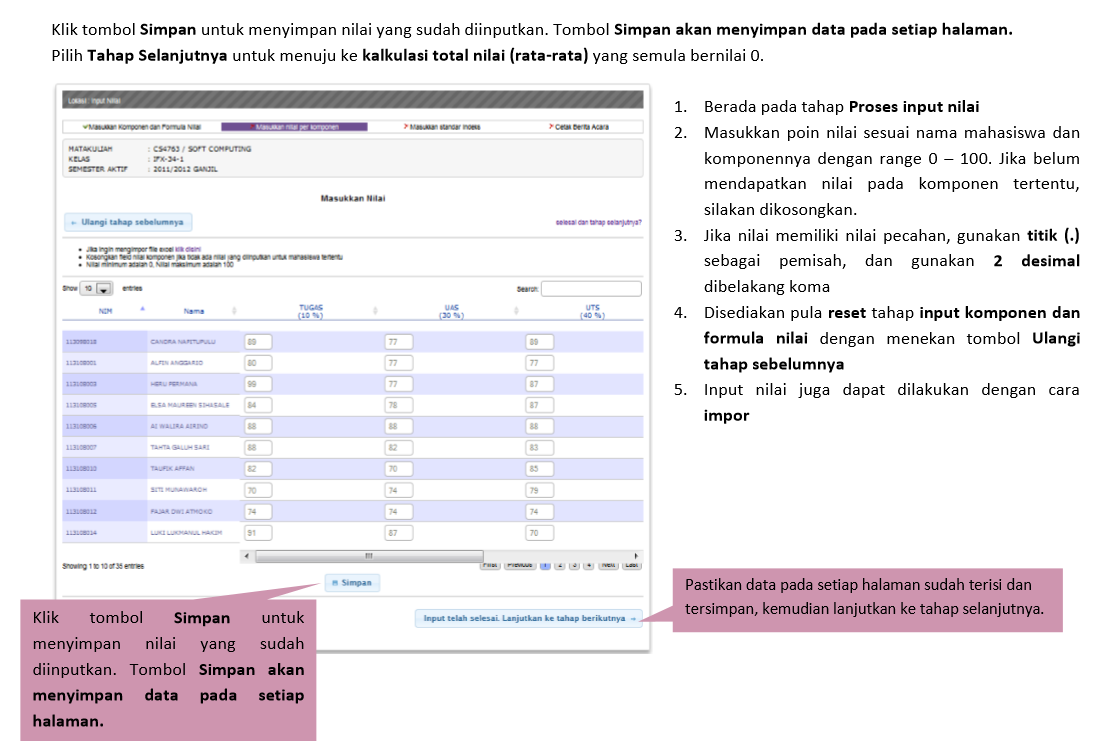 Klik tombol Simpan untuk menyimpan nilai yang sudah diinputkan. Tombol Simpan akan menyimpan data pada setiap halaman.
Pilih Tahap Selanjutnya untuk menuju ke kalkulasi total nilai (rata-rata) yang semula bernilai 0.
Lokasi : Input Nilai
Masukkan Komponen dan Formula Nilai Masukkan nilai per komponen Masukkan standar indeks Cetak Berita Acara
MATAKULIAH : CS4763 / SOFT COMPUTING
KELAS : IFX-34-1
SEMESTER AKTIF : 2011/2012 GANJIL
Masukkan Nilai
← Ulangi tahap sebelumnya selesai dan tahap selanjutnya?
• Jika ingin mengimpor file excel klik disini
• Kosongkan field nilai komponen jika tidak ada nilai yang diinputkan untuk mahasiswa tertentu
• Nilai minimum adalah 0, Nilai maksimum adalah 100
Show 10 entries Search:
NIM Nama TUGAS UAS UTS
(10 %) (30 %) (40 %)
CANDRA NAPITUPULU 89 77 89
ALFIN ANGGARIO 80 77 77
HERU PERMANA 99 77 87
ELSA MAUREEN SIHASALE 84 78 87
AI WALIRA AIRIND 88 88 88
TAHTA GALUH SARI 88 82 83
TAUFIK AFFAN 82 70 85
SITI MUNAWAROH 70 74 79
FAJAR DWI ATMOKO 74 74 74
LUKI LUKMANUL HAKIM 91 87 70
Showing 1 to 10 of 35 entries First Previous 1 2 3 4 Next Last
Simpan
Input telah selesai. Lanjutkan ke tahap berikutnya →
1. Berada pada tahap Proses input nilai
2. Masukkan poin nilai sesuai nama mahasiswa dan
komponennya dengan range 0 – 100. Jika belum
mendapatkan nilai pada komponen tertentu,
silakan dikosongkan.
3. Jika nilai memiliki nilai pecahan, gunakan titik (.)
sebagai pemisah, dan gunakan 2 desimal
dibelakang koma
4. Disediakan pula reset tahap input komponen dan
formula nilai dengan menekan tombol Ulangi
tahap sebelumnya
5. Input nilai juga dapat dilakukan dengan cara
impor
Pastikan data pada setiap halaman sudah terisi dan
tersimpan, kemudian lanjutkan ke tahap selanjutnya.
Klik tombol Simpan untuk
menyimpan nilai yang sudah
diinputkan. Tombol Simpan akan
menyimpan data pada setiap
halaman.